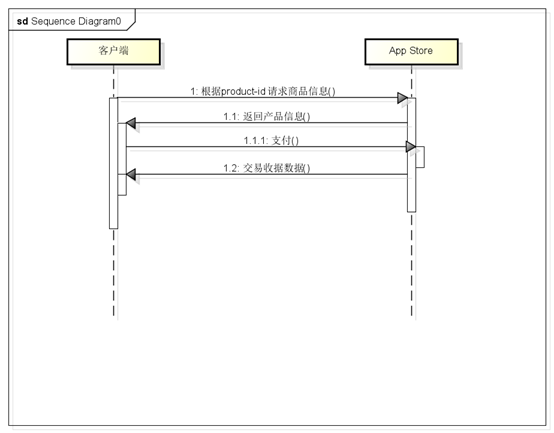 sd Sequence Diagram0
客户端
App Store
1: 根据product-id 请求商品信息()
1.1: 返回产品信息()
1.1.1: 支付()
1.2: 交易收据数据()